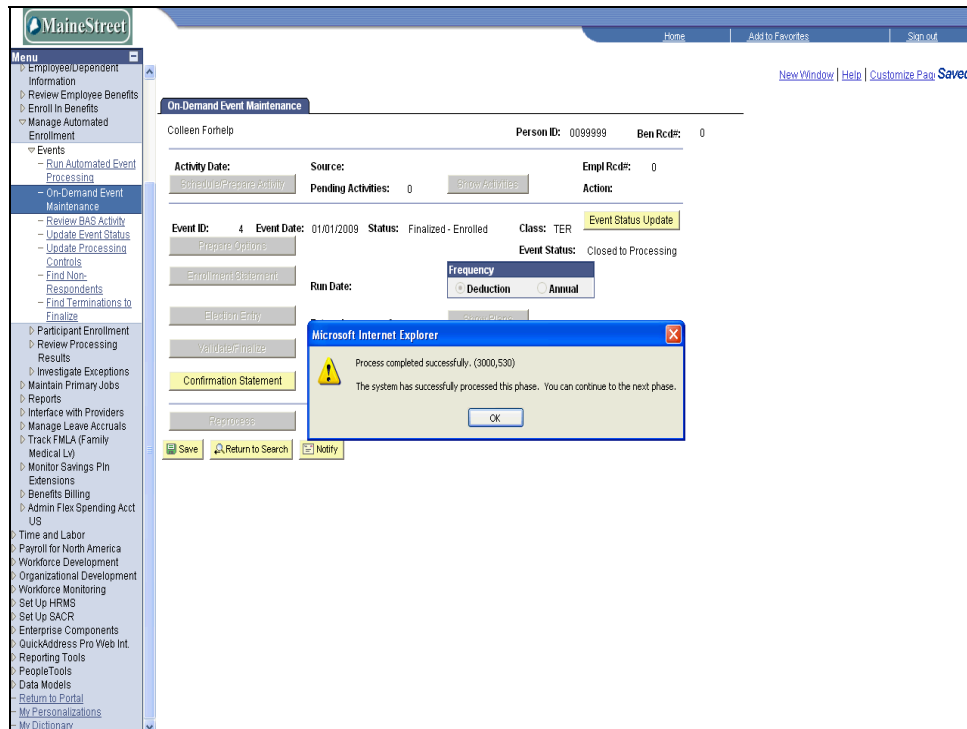 MaineStreet
Home
Add to Favorites
Sign out
Menu
Employee/Dependent
Information
Review Employee Benefits
Enroll In Benefits
Manage Automated
Enrollment
Events
Run Automated Event
Processing
On-Demand Event
Maintenance
Review BAS Activity
Update Event Status
Update Processing
Controls
Find Non-
Respondents
Find Terminations to
Finalize
Participant Enrollment
Review Processing
Results
Investigate Exceptions
Maintain Primary Jobs
Reports
Interface with Providers
Manage Leave Accruals
Track FMLA (Family
Medical Lv)
Monitor Savings Pln
Extensions
Benefits Billing
Admin Flex Spending Acct
US
Time and Labor
Payroll for North America
Workforce Development
Organizational Development
Workforce Monitoring
Set Up HRMS
Set Up SACR
Enterprise Components
QuickAddress Pro Web Int.
Reporting Tools
PeopleTools
Data Models
Return to Portal
My Personalizations
My Dictionary
New Window | Help | Customize Pag Saved
On-Demand Event Maintenance
Colleen Forhelp Person ID: 0099999 Ben Rcd#: 0
Activity Date: Source: Empl Rcd#: 0
Schedule/Prepare Activity Pending Activities: 0 Show Activities Action:
Event ID: 4 Event Date: 01/01/2009 Status: Finalized - Enrolled Class: TER Event Status Update
Prepare Options Event Status: Closed to Processing
Enrollment Statement Run Date: Frequency
Deduction Annual
Election Entry
Validate/Finalize
Confirmation Statement
Reprocess
Microsoft Internet Explorer
Process completed successfully. (3000,530)
The system has successfully processed this phase. You can continue to the next phase.
OK
Save Return to Search Notify